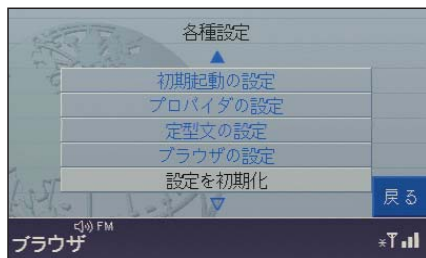 各種設定
初期起動の設定
プロバイダの設定
定型文の設定
ブラウザの設定
設定を初期化
戻る
FM
ブラウザ